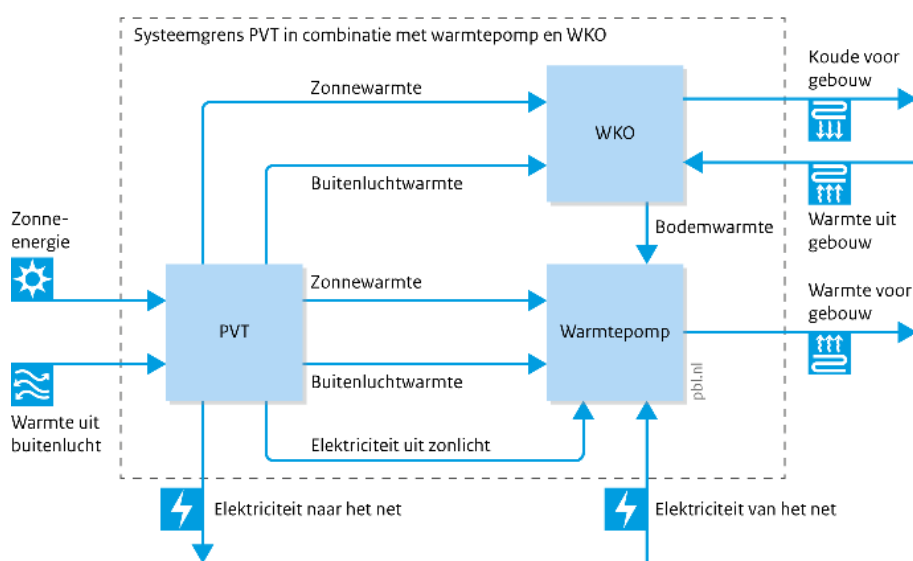 Systeemgrens PVT in combinatie met warmtepomp en WKO
Koude voor
gebouw
Zonnewarmte
WKO
Buitenluchtwarmte
Warmte uit
gebouw
Bodemwarmte
Zonne-
energie
Zonnewarmte
Warmte voor
gebouw
PVT
Warmtepomp
Buitenluchtwarmte
pbl.nl
Warmte uit
buitenlucht
Elektriciteit uit zonlicht
Elektriciteit naar het net
Elektriciteit van het net